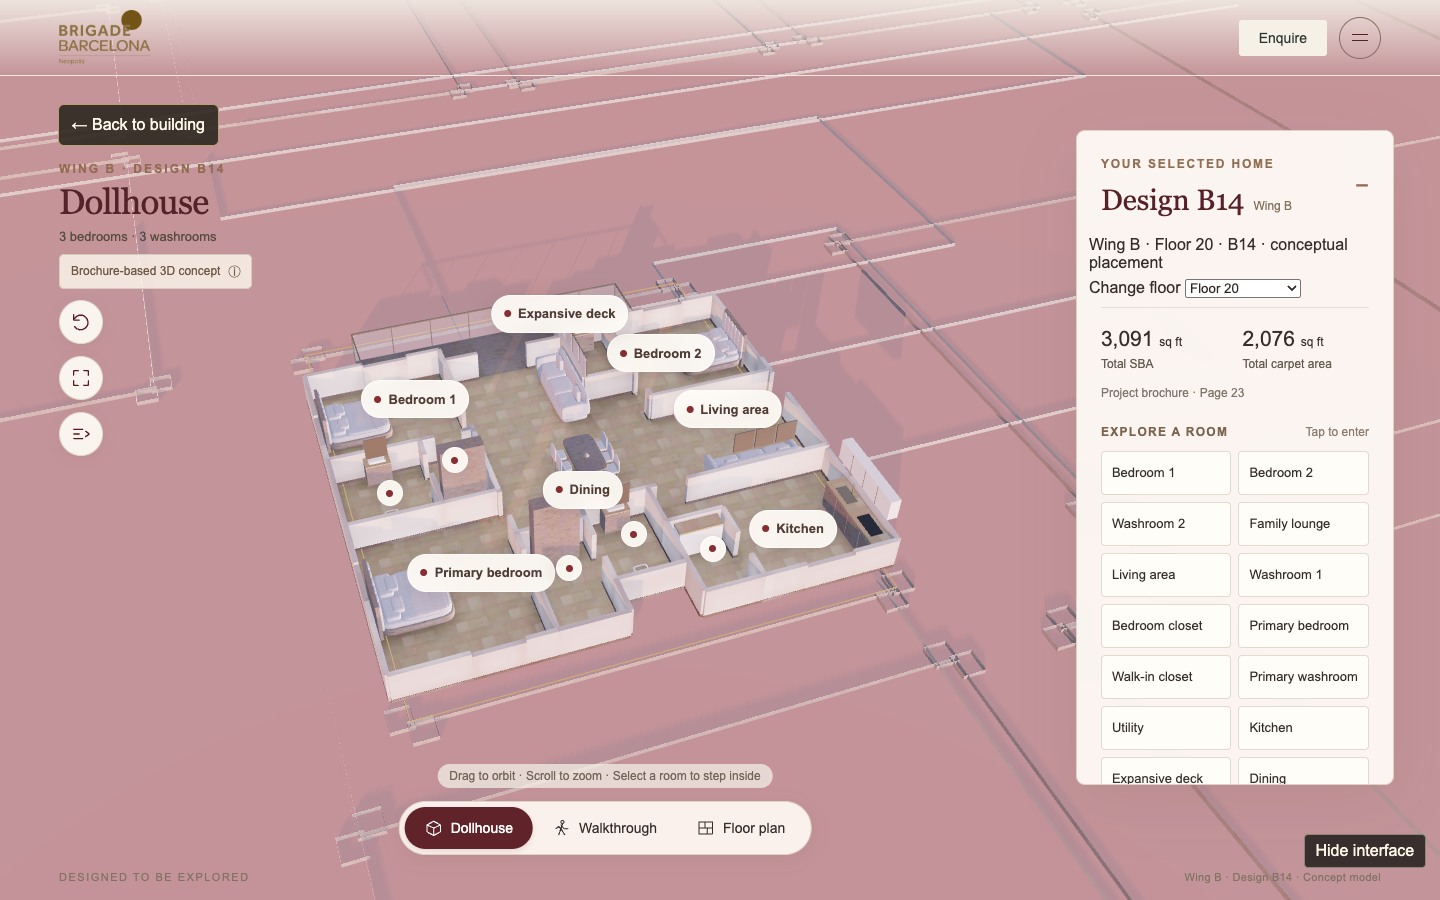 BRIGADE
BARCELONA
Neopolis
Enquire
← Back to building
WING B · DESIGN B14
Dollhouse
3 bedrooms · 3 washrooms
Brochure-based 3D concept ⓘ
Expansive deck
Bedroom 2
Bedroom 1
Living area
Dining
Kitchen
Primary bedroom
Drag to orbit · Scroll to zoom · Select a room to step inside
Dollhouse
Walkthrough
Floor plan
DESIGNED TO BE EXPLORED
YOUR SELECTED HOME
Design B14 Wing B
Wing B · Floor 20 · B14 · conceptual
placement
Change floor Floor 20
3,091 sq ft 2,076 sq ft
Total SBA Total carpet area
Project brochure · Page 23
EXPLORE A ROOM Tap to enter
Bedroom 1 Bedroom 2
Washroom 2 Family lounge
Living area Washroom 1
Bedroom closet Primary bedroom
Walk-in closet Primary washroom
Utility Kitchen
Expansive deck Dining
Hide interface
Wing B · Design B14 · Concept model